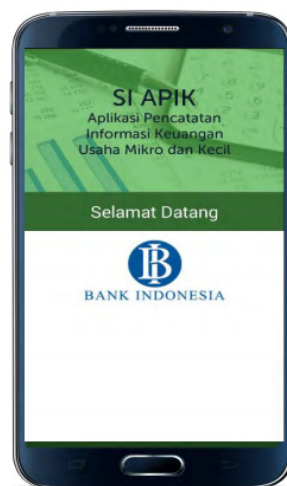 SI APIK
Aplikasi Pencatatan
Informasi Keuangan
Usaha Mikro dan Kecil
Selamat Datang
BANK INDONESIA